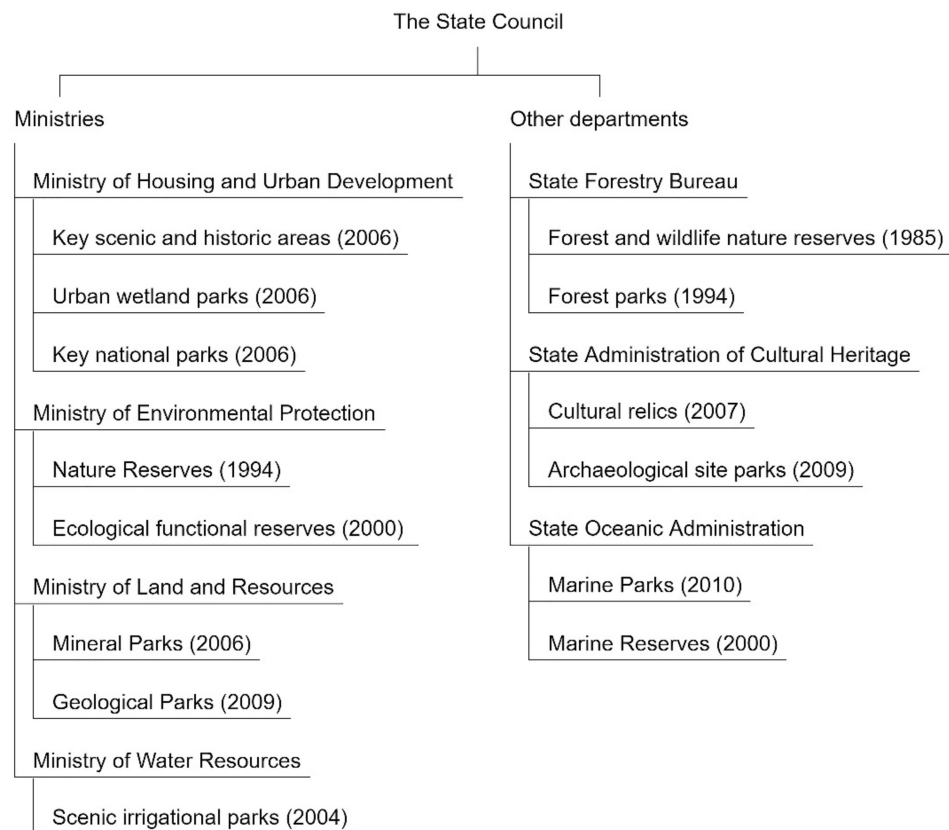 The State Council
Ministries
Ministry of Housing and Urban Development
Key scenic and historic areas (2006)
Urban wetland parks (2006)
Key national parks (2006)
Ministry of Environmental Protection
Nature Reserves (1994)
Ecological functional reserves (2000)
Ministry of Land and Resources
Mineral Parks (2006)
Geological Parks (2009)
Ministry of Water Resources
Scenic irrigational parks (2004)
Other departments
State Forestry Bureau
Forest and wildlife nature reserves (1985)
Forest parks (1994)
State Administration of Cultural Heritage
Cultural relics (2007)
Archaeological site parks (2009)
State Oceanic Administration
Marine Parks (2010)
Marine Reserves (2000)